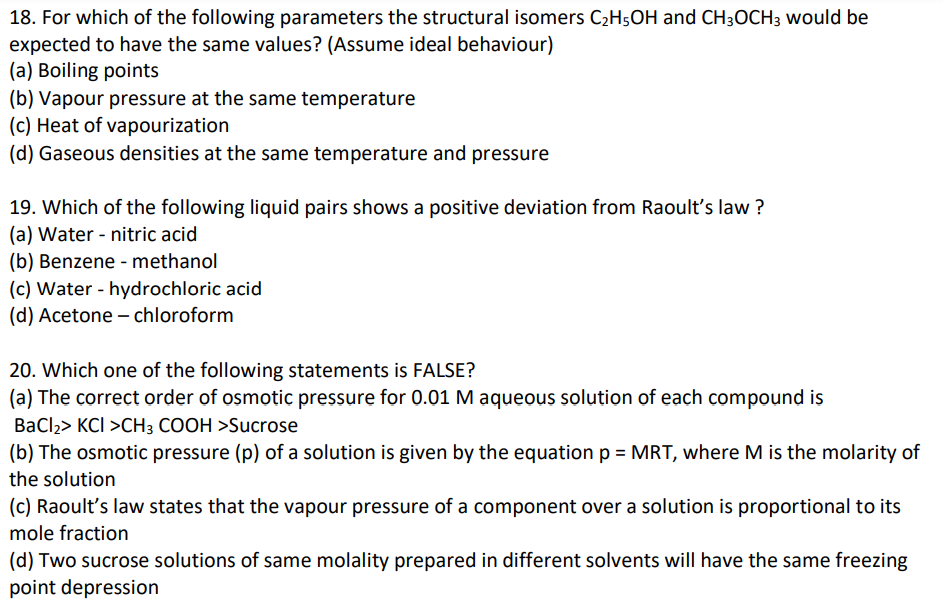 18. For which of the following parameters the structural isomers C₂H₅OH and CH₃OCH₃ would be
expected to have the same values? (Assume ideal behaviour)
(a) Boiling points
(b) Vapour pressure at the same temperature
(c) Heat of vapourization
(d) Gaseous densities at the same temperature and pressure
19. Which of the following liquid pairs shows a positive deviation from Raoult’s law ?
(a) Water - nitric acid
(b) Benzene - methanol
(c) Water - hydrochloric acid
(d) Acetone – chloroform
20. Which one of the following statements is FALSE?
(a) The correct order of osmotic pressure for 0.01 M aqueous solution of each compound is
BaCl₂> KCl >CH₃ COOH >Sucrose
(b) The osmotic pressure (p) of a solution is given by the equation p = MRT, where M is the molarity of
the solution
(c) Raoult’s law states that the vapour pressure of a component over a solution is proportional to its
mole fraction
(d) Two sucrose solutions of same molality prepared in different solvents will have the same freezing
point depression